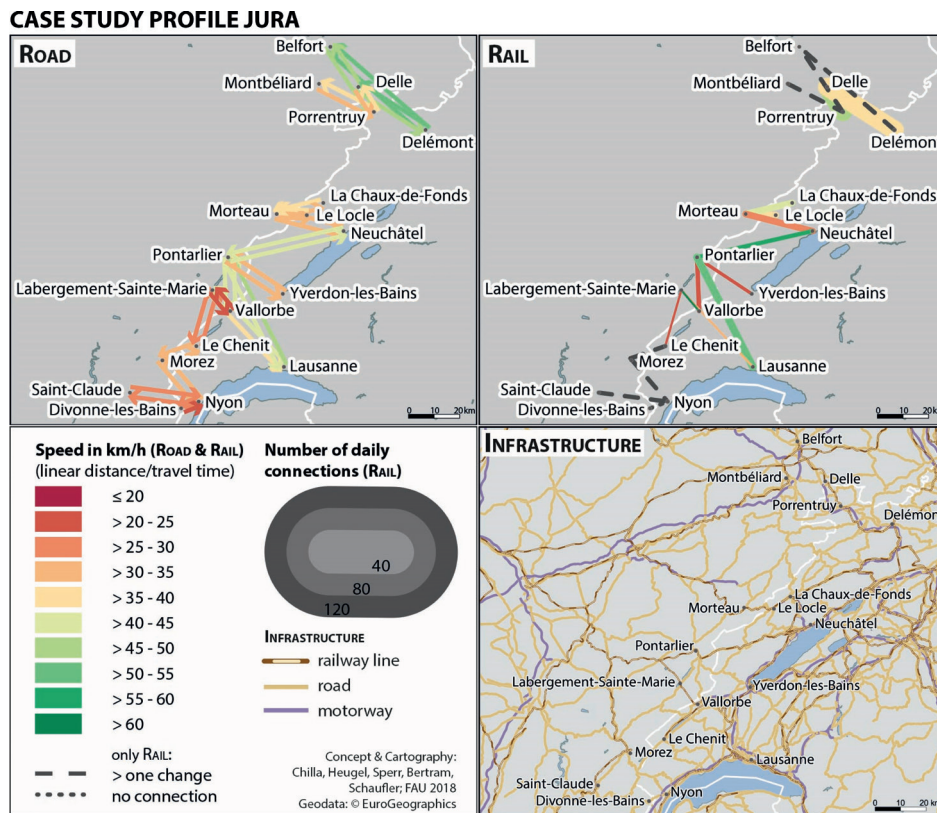 CASE STUDY PROFILE JURA
ROAD
Belfort
Montbéliard
Delle
Porrentruy
Delémont
La Chaux-de-Fonds
Morteau
Le Locle
Neuchâtel
Pontarlier
Labergement-Sainte-Marie
Yverdon-les-Bains
Vallorbe
Le Chenit
Morez
Lausanne
Saint-Claude
Nyon
Divonne-les-Bains
0 10 20 km
RAIL
Belfort
Montbéliard
Delle
Porrentruy
Delémont
La Chaux-de-Fonds
Morteau
Le Locle
Neuchâtel
Pontarlier
Labergement-Sainte-Marie
Yverdon-les-Bains
Vallorbe
Le Chenit
Morez
Lausanne
Saint-Claude
Nyon
Divonne-les-Bains
0 10 20 km
Speed in km/h (ROAD & RAIL)
(linear distance/travel time)
≤ 20
> 20 - 25
> 25 - 30
> 30 - 35
> 35 - 40
> 40 - 45
> 45 - 50
> 50 - 55
> 55 - 60
> 60
only RAIL:
> one change
no connection
Number of daily
connections (RAIL)
40
80
120
INFRASTRUCTURE
railway line
road
motorway
Concept & Cartography:
Chilla, Heugel, Sperr, Bertram,
Schaufler; FAU 2018
Geodata: © EuroGeographics
INFRASTRUCTURE
Belfort
Montbéliard
Delle
Porrentruy
Delémont
La Chaux-de-Fonds
Morteau
Le Locle
Neuchâtel
Pontarlier
Labergement-Sainte-Marie
Yverdon-les-Bains
Vallorbe
Le Chenit
Morez
Lausanne
Saint-Claude
Nyon
Divonne-les-Bains
0 10 20 km